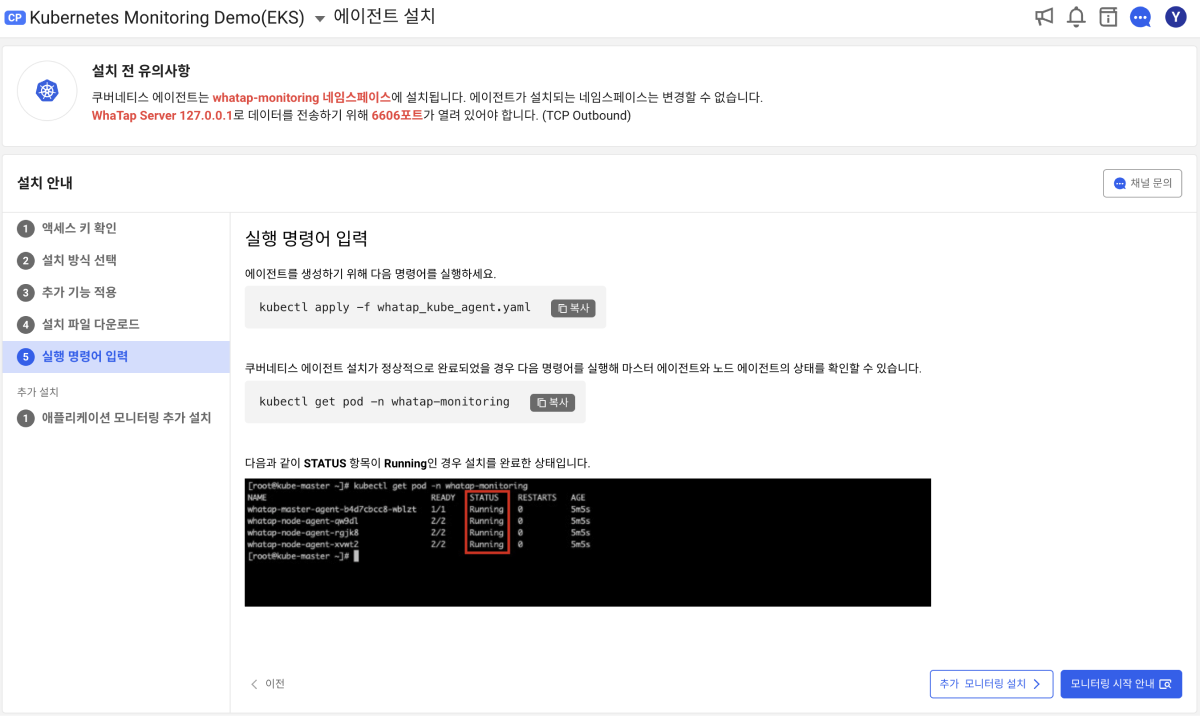 CP Kubernetes Monitoring Demo(EKS) 에이전트 설치
Y
설치 전 유의사항
쿠버네티스 에이전트는 whatap-monitoring 네임스페이스에 설치됩니다. 에이전트가 설치되는 네임스페이스는 변경할 수 없습니다.
WhaTap Server 127.0.0.1로 데이터를 전송하기 위해 6606포트가 열려 있어야 합니다. (TCP Outbound)
설치 안내
채널 문의
1 액세스 키 확인
2 설치 방식 선택
3 추가 기능 적용
4 설치 파일 다운로드
5 실행 명령어 입력
추가 설치
1 애플리케이션 모니터링 추가 설치
실행 명령어 입력
에이전트를 생성하기 위해 다음 명령어를 실행하세요.
kubectl apply -f whatap_kube_agent.yaml 복사
쿠버네티스 에이전트 설치가 정상적으로 완료되었을 경우 다음 명령어를 실행해 마스터 에이전트와 노드 에이전트의 상태를 확인할 수 있습니다.
kubectl get pod -n whatap-monitoring 복사
다음과 같이 STATUS 항목이 Running인 경우 설치를 완료한 상태입니다.
[root@kube-master ~]# kubectl get pod -n whatap-monitoring
NAME READY STATUS RESTARTS AGE
whatap-master-agent-b4d7cbcc8-wblzt 1/1 Running 0 5m5s
whatap-node-agent-qw9dl 2/2 Running 0 5m5s
whatap-node-agent-rgjk8 2/2 Running 0 5m5s
whatap-node-agent-xvwt2 2/2 Running 0 5m5s
[root@kube-master ~]#
이전
추가 모니터링 설치
모니터링 시작 안내